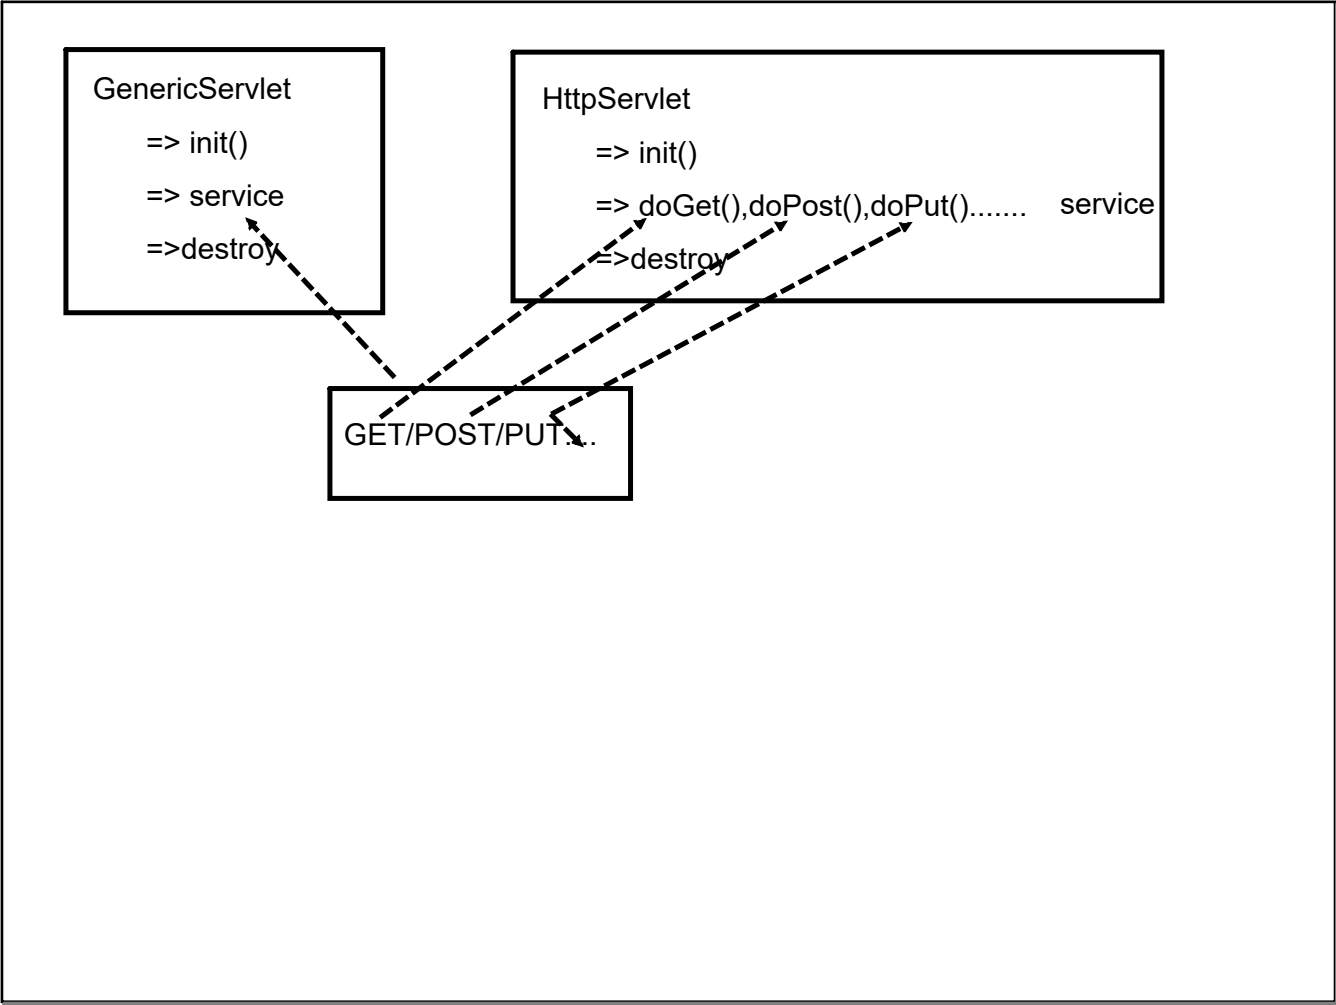 GenericServlet
=> init()
=> service
=>destroy
HttpServlet
=> init()
=> doGet(),doPost(),doPut()....... service
=>destroy
GET/POST/PUT....